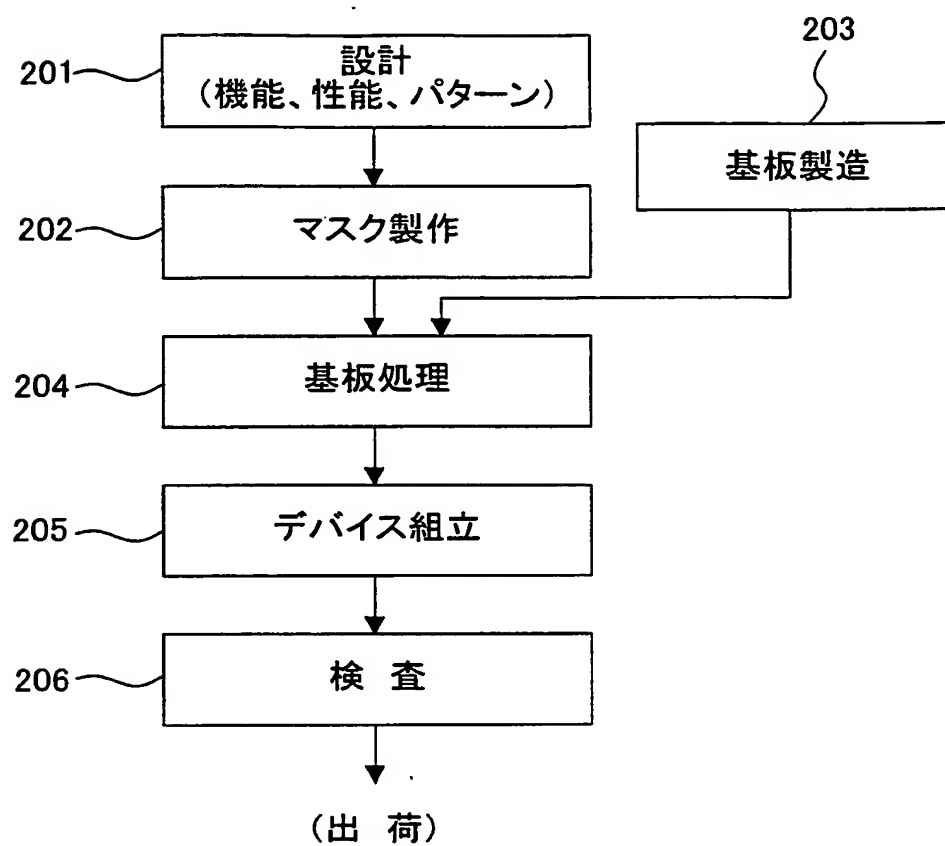 201
設計
(機能、性能、パターン)
203
基板製造
202
マスク製作
204
基板処理
205
デバイス組立
206
検 査
(出 荷)